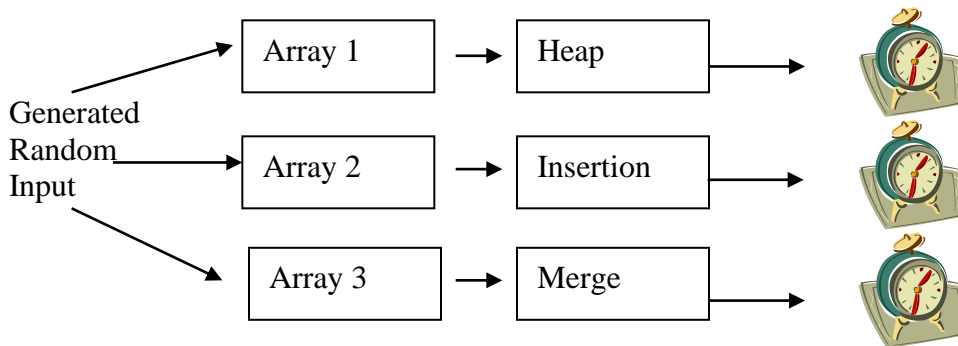 Generated
Random
Input
Array 1
Heap
Array 2
Insertion
Array 3
Merge